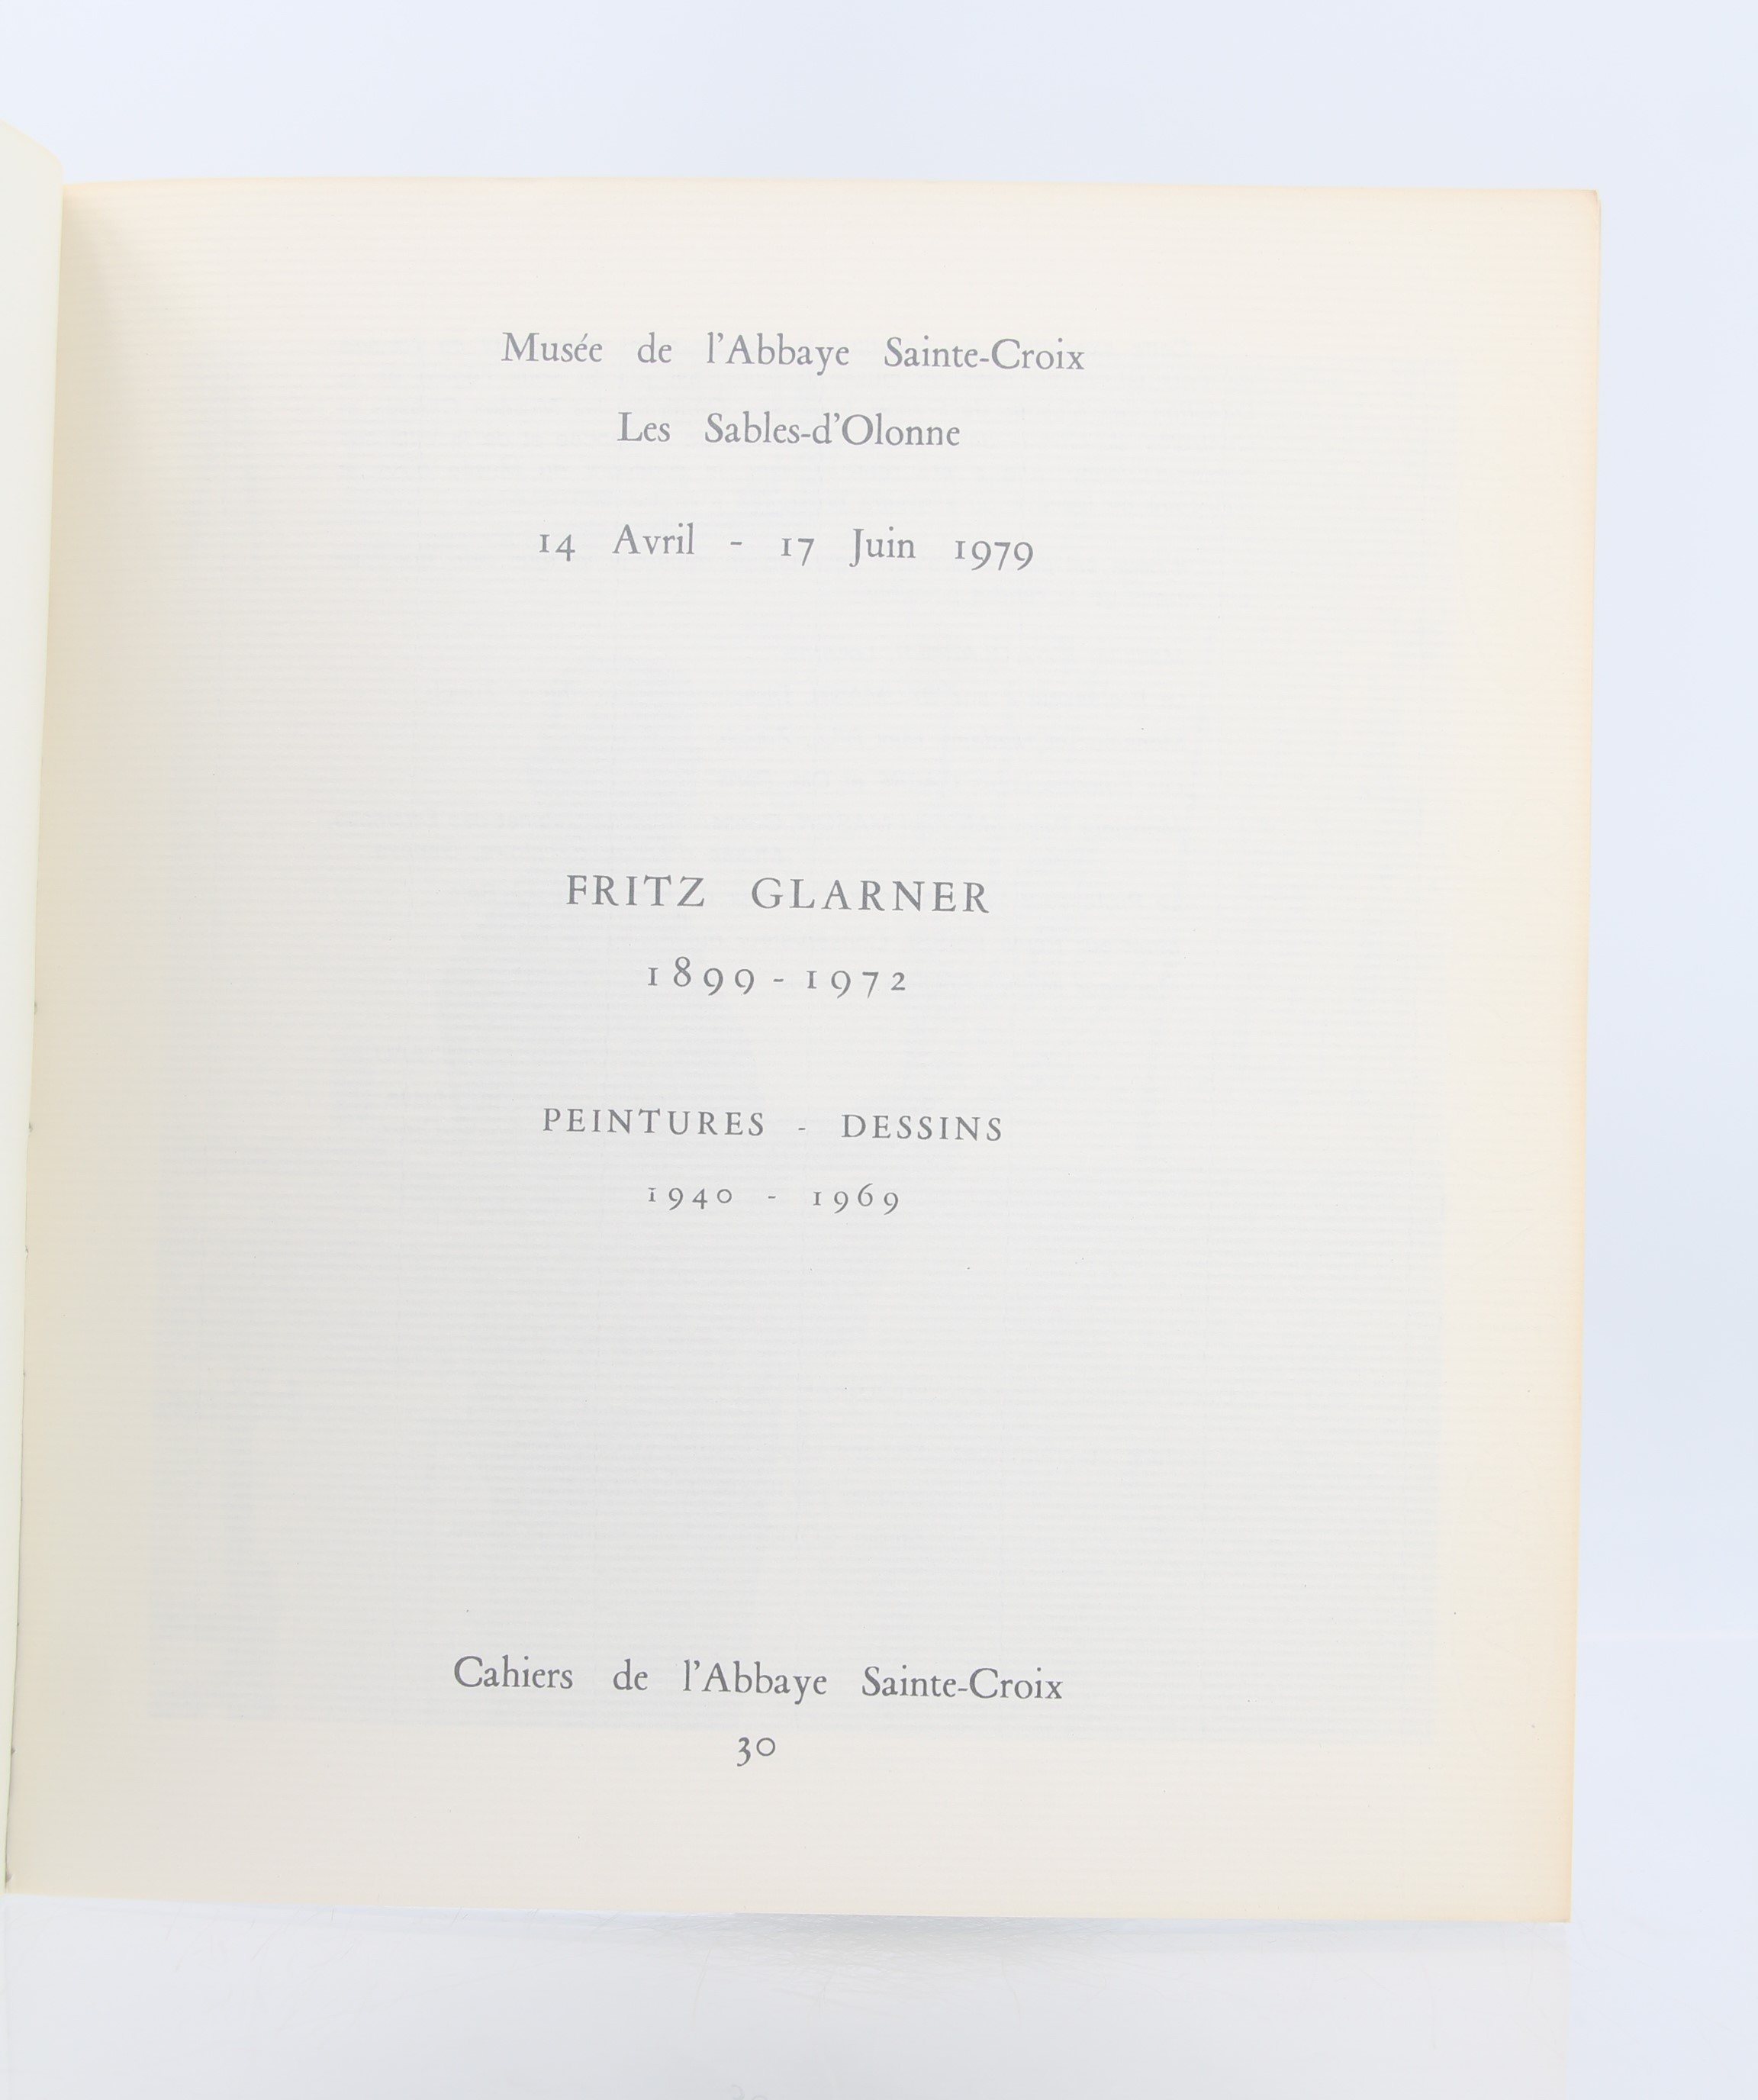 Musée de l'Abbaye Sainte-Croix
Les Sables-d'Olonne
14 Avril - 17 Juin 1979
FRITZ GLARNER
1899-1972
PEINTURES - DESSINS
1940 - 1969
Cahiers de l'Abbaye Sainte-Croix
30